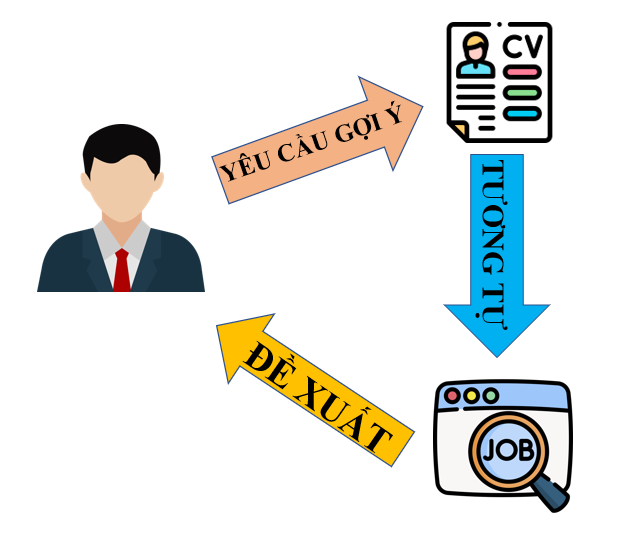 CV
YÊU CẦU GỢI Ý
TƯƠNG TỰ
ĐỀ XUẤT
JOB